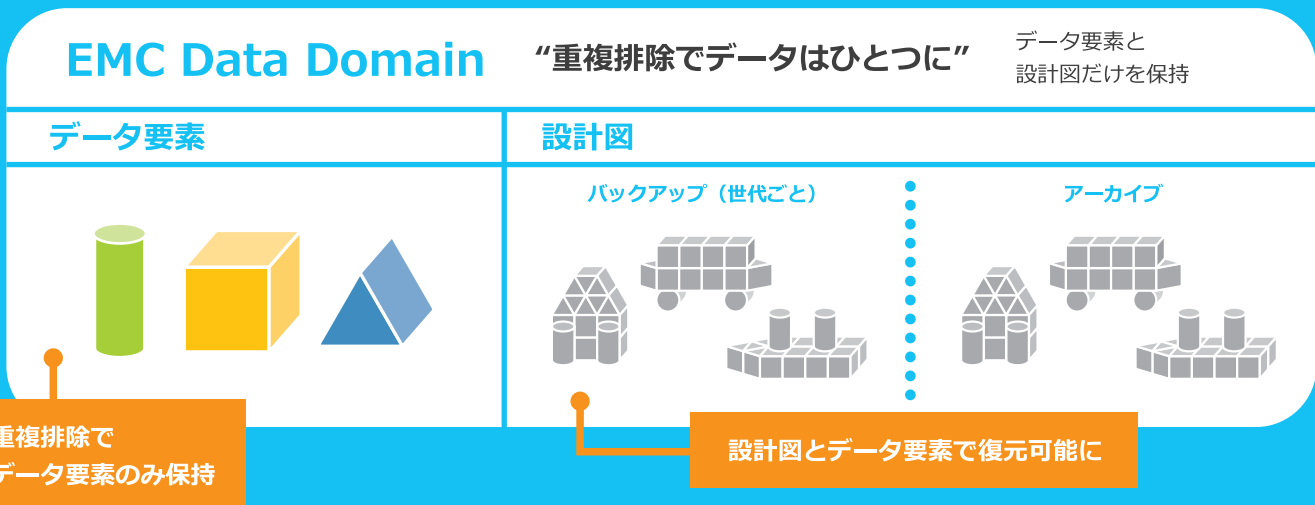 EMC Data Domain
“重複排除でデータはひとつに”
データ要素と
設計図だけを保持
データ要素
設計図
バックアップ（世代ごと）
アーカイブ
重複排除で
データ要素のみ保持
設計図とデータ要素で復元可能に